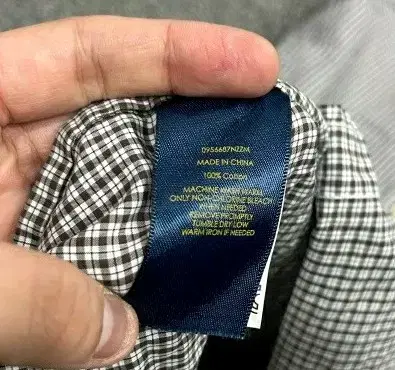 0956687NZZM
MADE IN CHINA
100% Cotton
MACHINE WASH WARM
ONLY NON-CHLORINE BLEACH
WHEN NEEDED
REMOVE PROMPTLY
TUMBLE DRY LOW
WARM IRON IF NEEDED